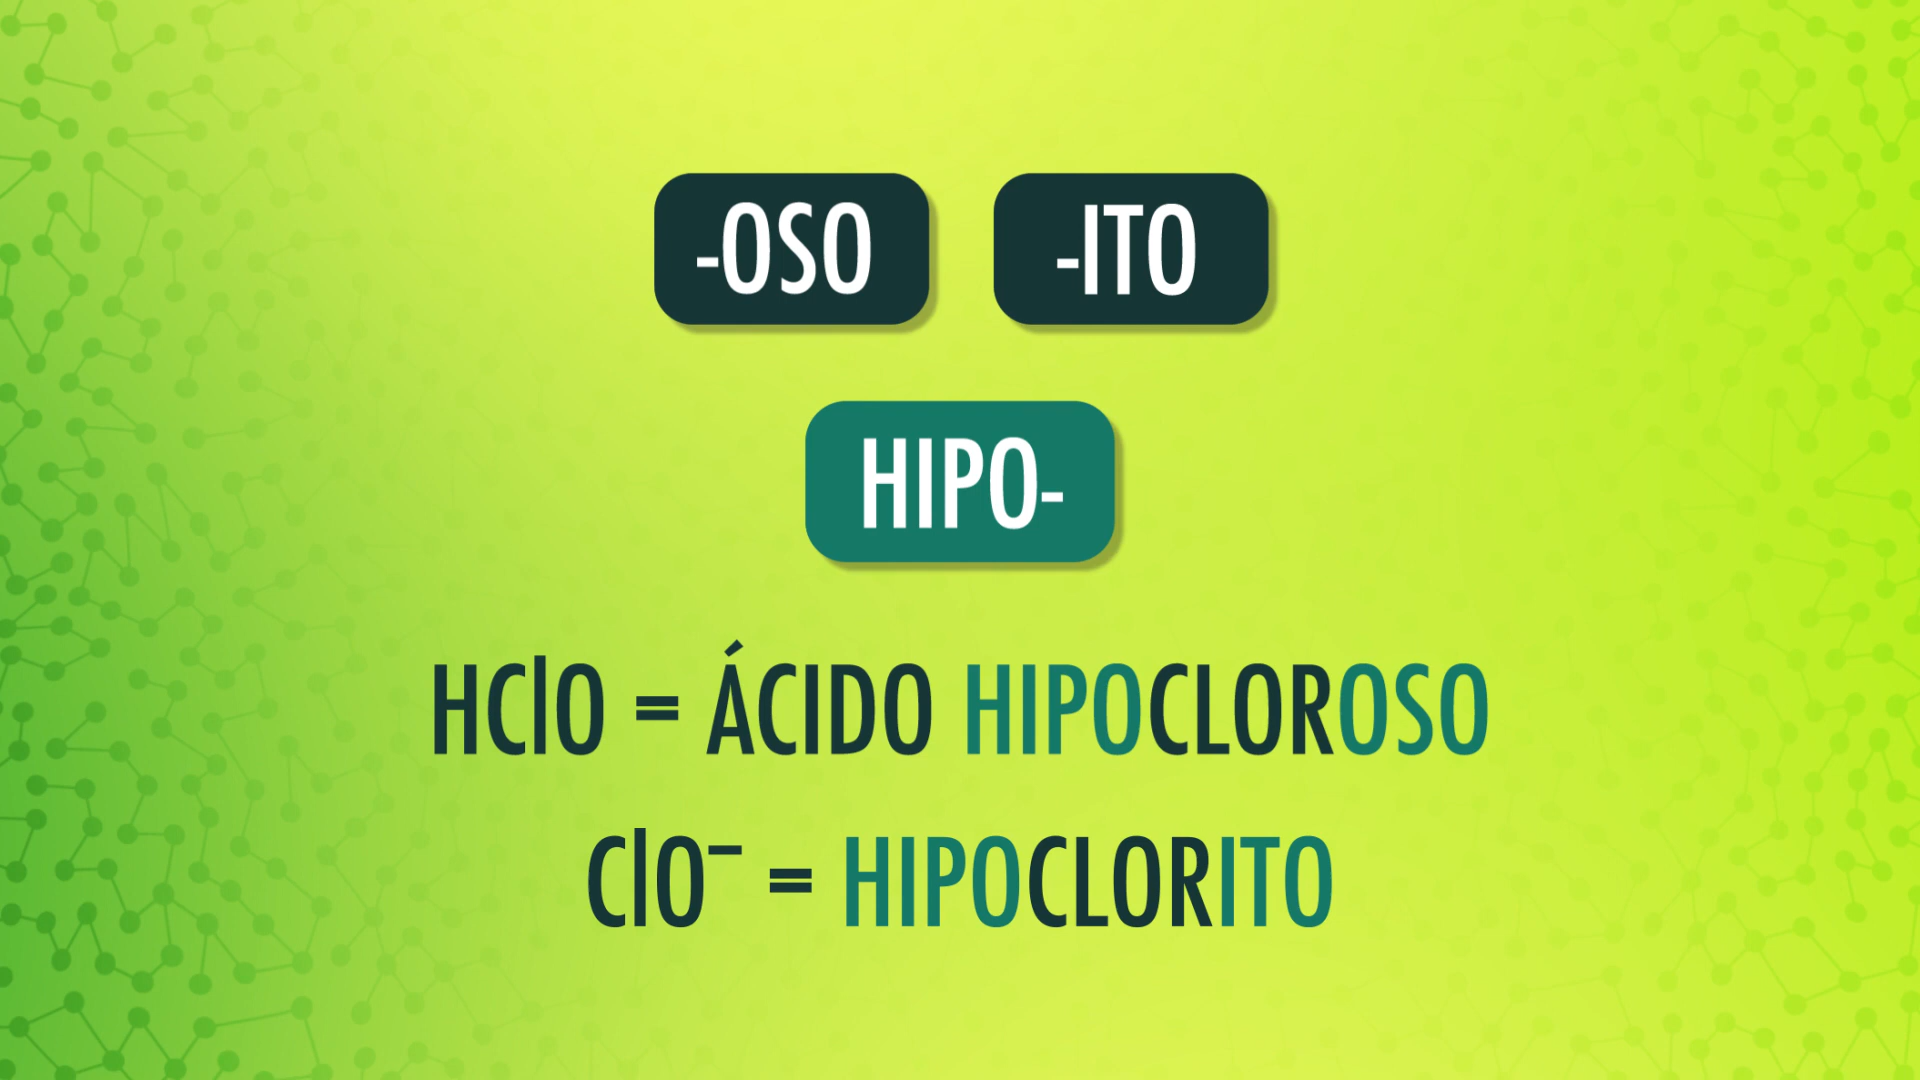 -OSO -ITO
HIPO-
HClO = ÁCIDO HIPOCLOROSO
ClO⁻ = HIPOCLORITO